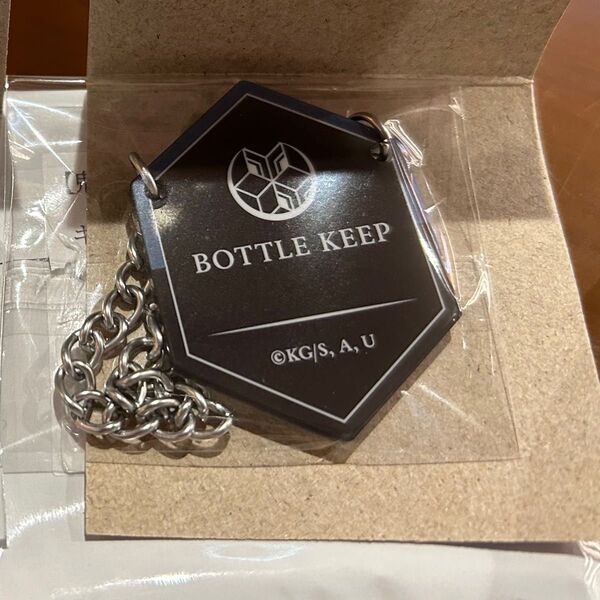 BOTTLE KEEP
©KG/S, A, U